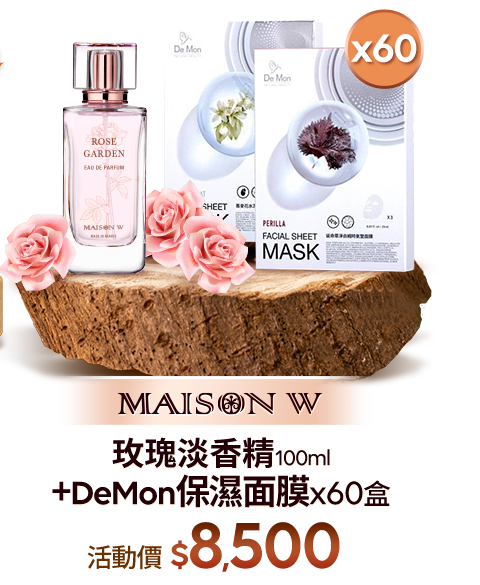 x60
De Mon
De Mon
ROSE
GARDEN
EAU DE PARFUM
MAISON W
SHEET
PERILLA
FACIAL SHEET
MASK
X3
MAISON W
玫瑰淡香精100ml
+DeMon保濕面膜x60盒
活動價 $8,500